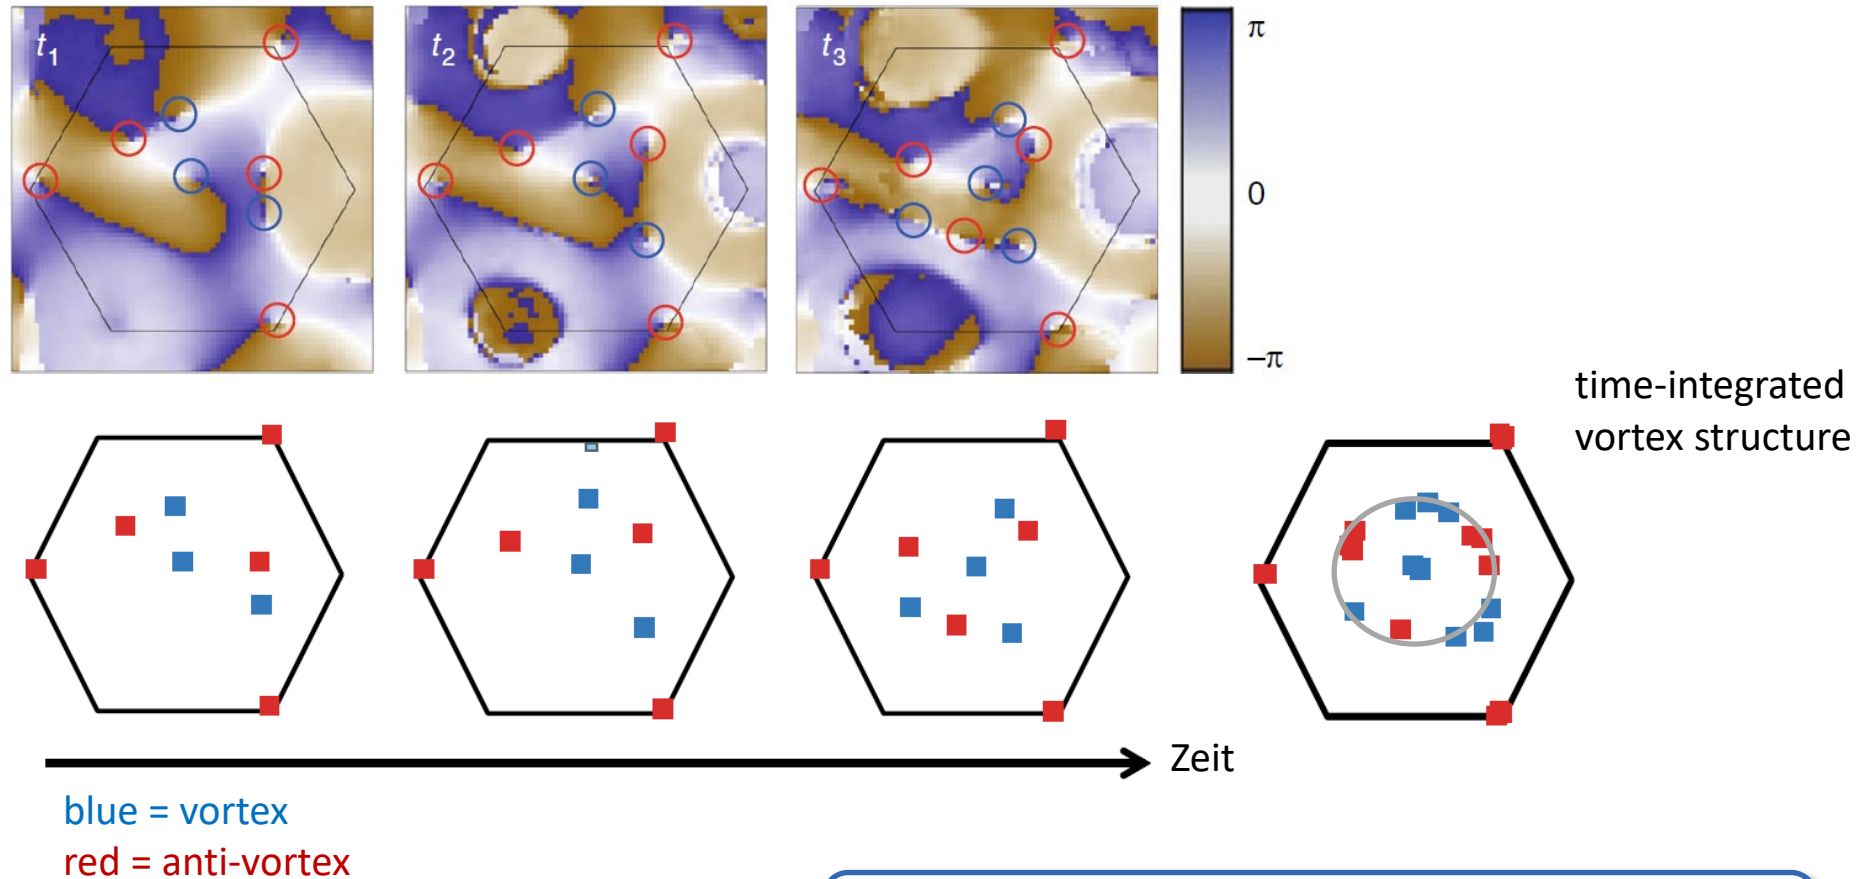 t1
t2
t3
π
0
−π
time-integrated
vortex structure
Zeit
blue = vortex
red = anti-vortex